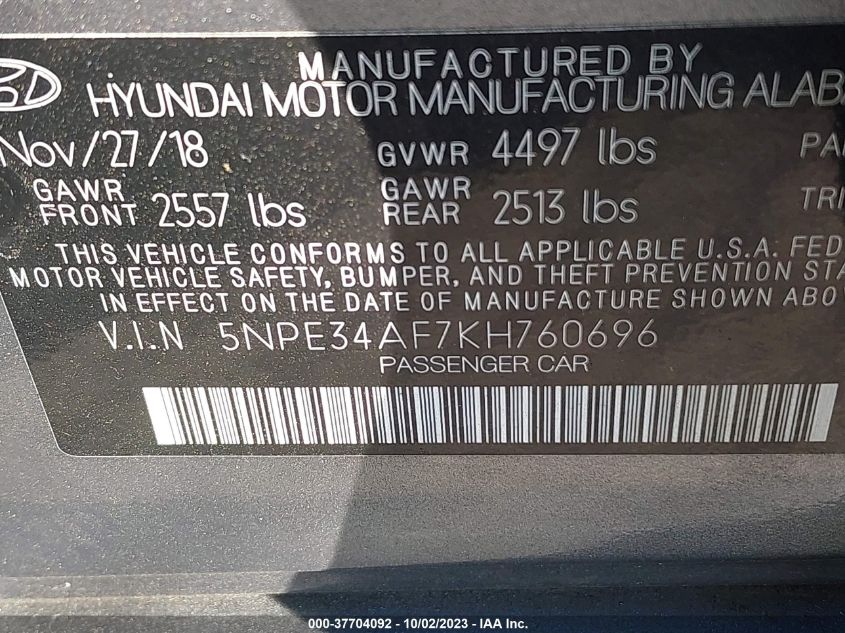 MANUFACTURED BY
HYUNDAI MOTOR MANUFACTURING ALAB
Nov/27/18 GVWR 4497 lbs PA
GAWR FRONT 2557 lbs GAWR REAR 2513 lbs TRI
THIS VEHICLE CONFORMS TO ALL APPLICABLE U.S.A. FED
MOTOR VEHICLE SAFETY, BUMPER, AND THEFT PREVENTION STA
IN EFFECT ON THE DATE OF MANUFACTURE SHOWN ABO
V.I.N 5NPE34AF7KH760696
PASSENGER CAR
000-37704092 - 10/02/2023 - IAA Inc.